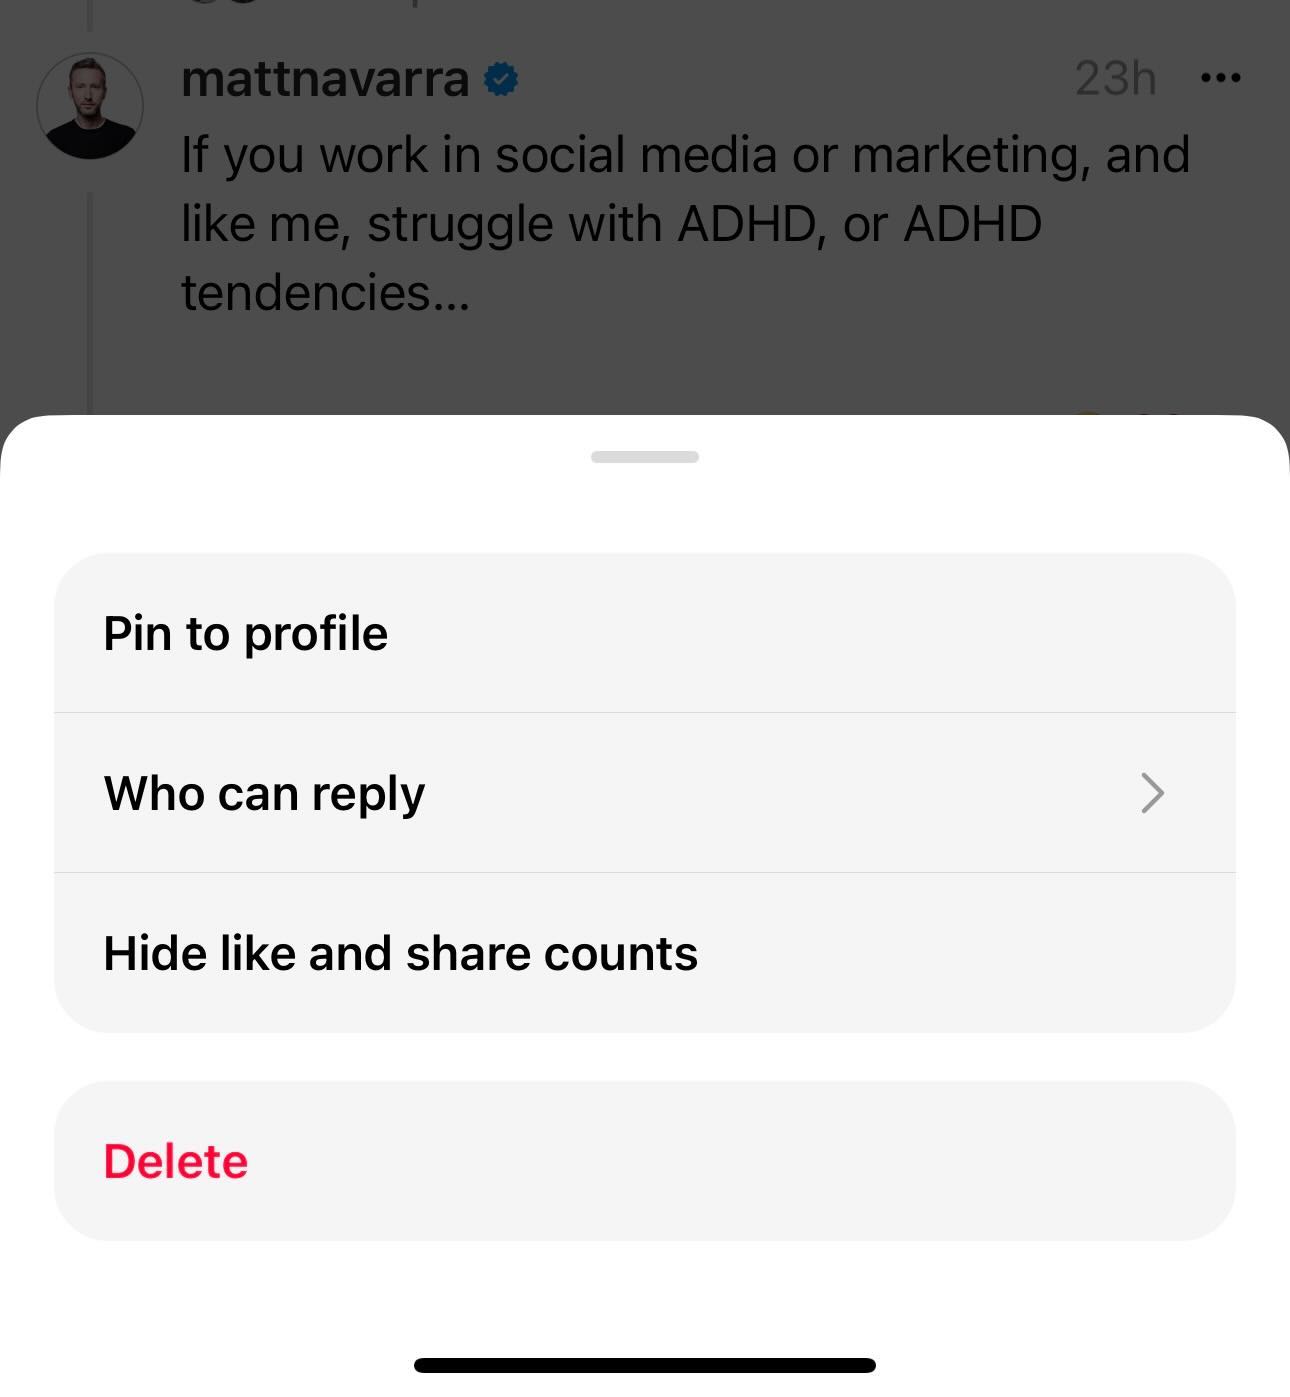 mattnavarra 23h
If you work in social media or marketing, and
like me, struggle with ADHD, or ADHD
tendencies...
Pin to profile
Who can reply
Hide like and share counts
Delete